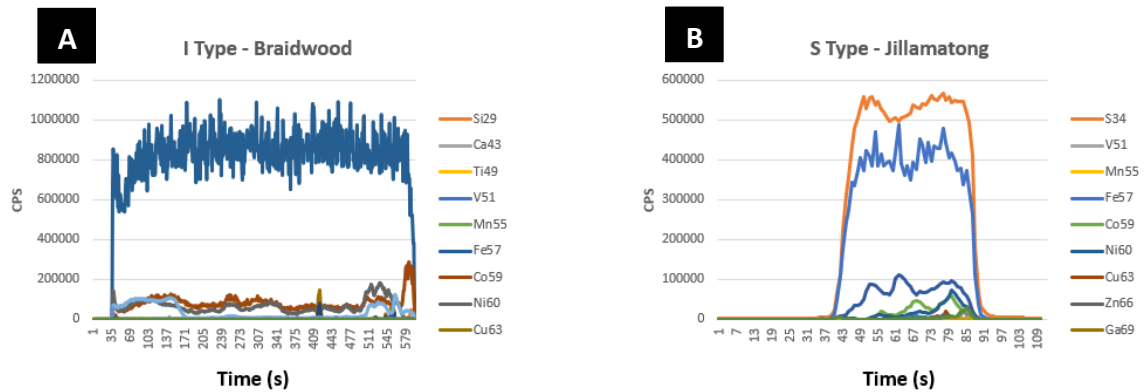 A
I Type - Braidwood
1200000
1000000
800000
600000
400000
200000
0
CPS
1 35 69 103 137 171 205 239 273 307 341 375 409 443 477 511 545 579
Time (s)
Si29
Ca43
Ti49
V51
Mn55
Fe57
Co59
Ni60
Cu63
B
S Type - Jillamatong
600000
500000
400000
300000
200000
100000
0
CPS
1 7 13 19 25 31 37 43 49 55 61 67 73 79 85 91 97 103 109
Time (s)
S34
V51
Mn55
Fe57
Co59
Ni60
Cu63
Zn66
Ga69